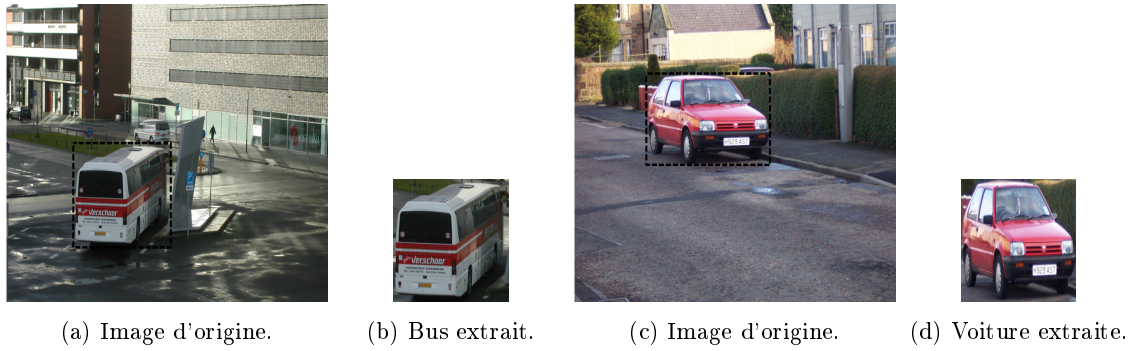 Verschoor
Verschoor
(a) Image d'origine.
(b) Bus extrait.
(c) Image d'origine.
(d) Voiture extraite.